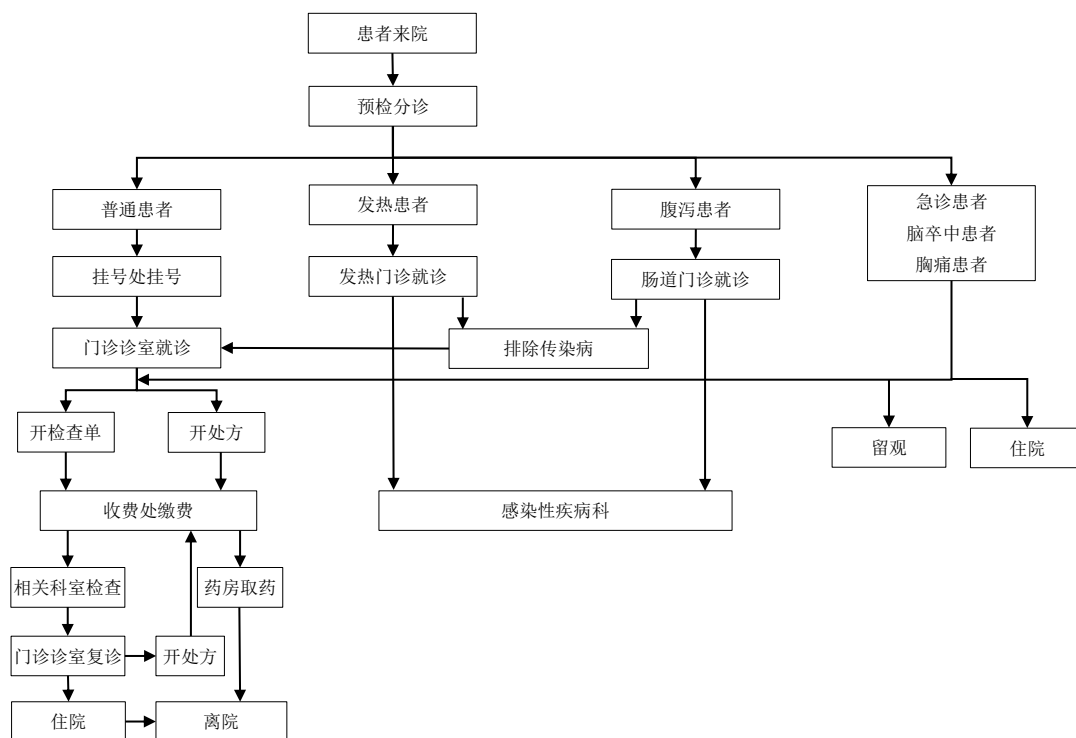 患者来院
预检分诊
普通患者
发热患者
腹泻患者
急诊患者
脑卒中患者
胸痛患者
挂号处挂号
发热门诊就诊
肠道门诊就诊
门诊诊室就诊
排除传染病
开检查单
开处方
留观
住院
收费处缴费
感染性疾病科
相关科室检查
药房取药
门诊诊室复诊
开处方
住院
离院